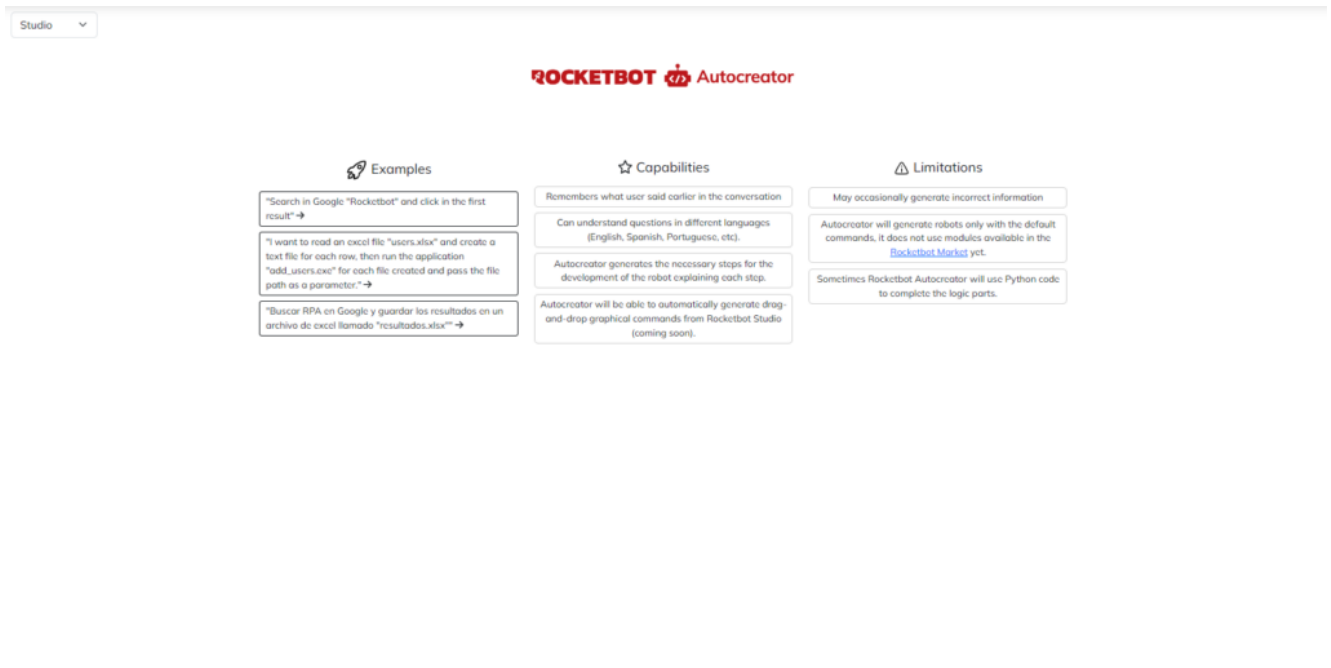 Studio
ROCKETBOT Autocreator
Examples
"Search in Google "Rocketbot" and click in the first
result" →
"I want to read an excel file "users.xlsx" and create a
text file for each row, then run the application
"add_users.exe" for each file created and pass the file
path as a parameter." →
"Buscar RPA en Google y guardar los resultados en un
archivo de excel llamado "resultados.xlsx"" →
Capabilities
Remembers what user said earlier in the conversation
Can understand questions in different languages
(English, Spanish, Portuguese, etc).
Autocreator generates the necessary steps for the
development of the robot explaining each step.
Autocreator will be able to automatically generate drag-
and-drop graphical commands from Rocketbot Studio
(coming soon).
Limitations
May occasionally generate incorrect information
Autocreator will generate robots only with the default
commands, it does not use modules available in the
Rocketbot Market yet.
Sometimes Rocketbot Autocreator will use Python code
to complete the logic parts.